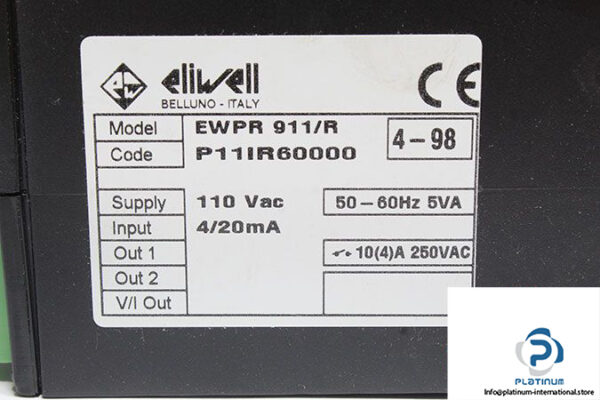 eliwell
BELLUNO - ITALY
CE
Model EWPR 911/R
Code P11IR60000
4-98
Supply 110 Vac 50-60Hz 5VA
Input 4/20mA
Out 1 10(4)A 250VAC
Out 2
V/I Out
PLATINUM
Info@platinum-international.store